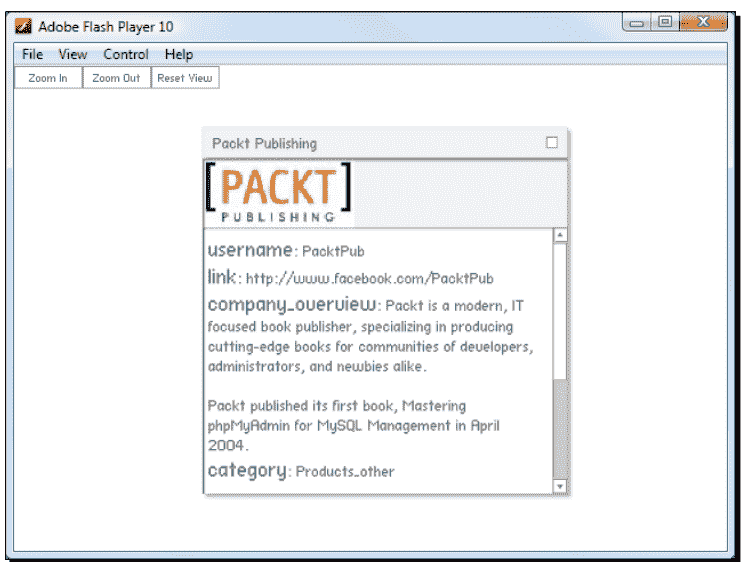 Adobe Flash Player 10
File View Control Help
Zoom In Zoom Out Reset View
Packt Publishing
[PACKT]
PUBLISHING
username: PacktPub
link: http://www.facebook.com/PacktPub
company_overview: Packt is a modern, IT
focused book publisher, specializing in producing
cutting-edge books for communities of developers,
administrators, and newbies alike.
Packt published its first book, Mastering
phpMyAdmin for MySQL Management in April
2004.
category: Products_other